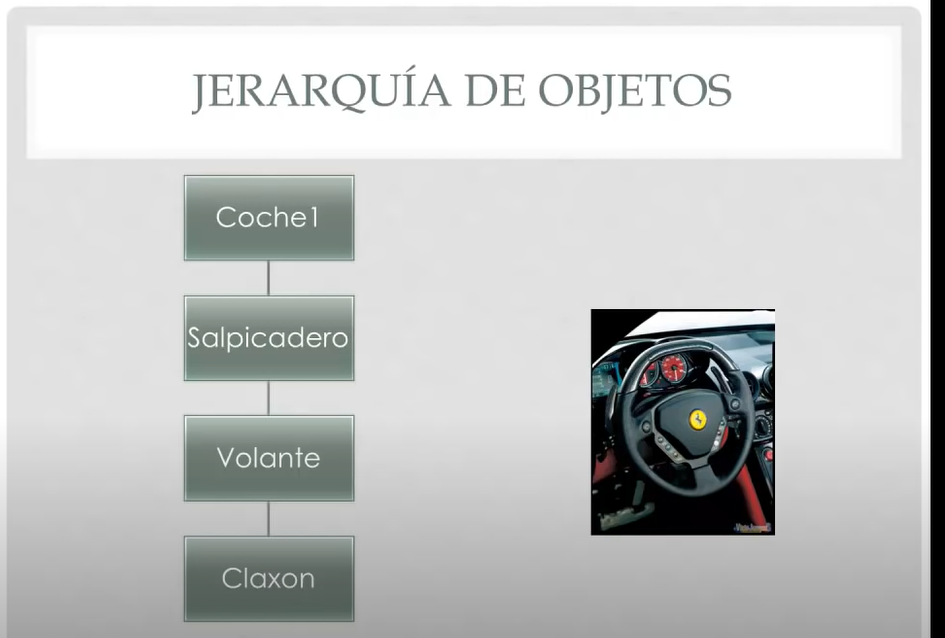 JERARQUÍA DE OBJETOS
Coche1
Salpicadero
Volante
Claxon